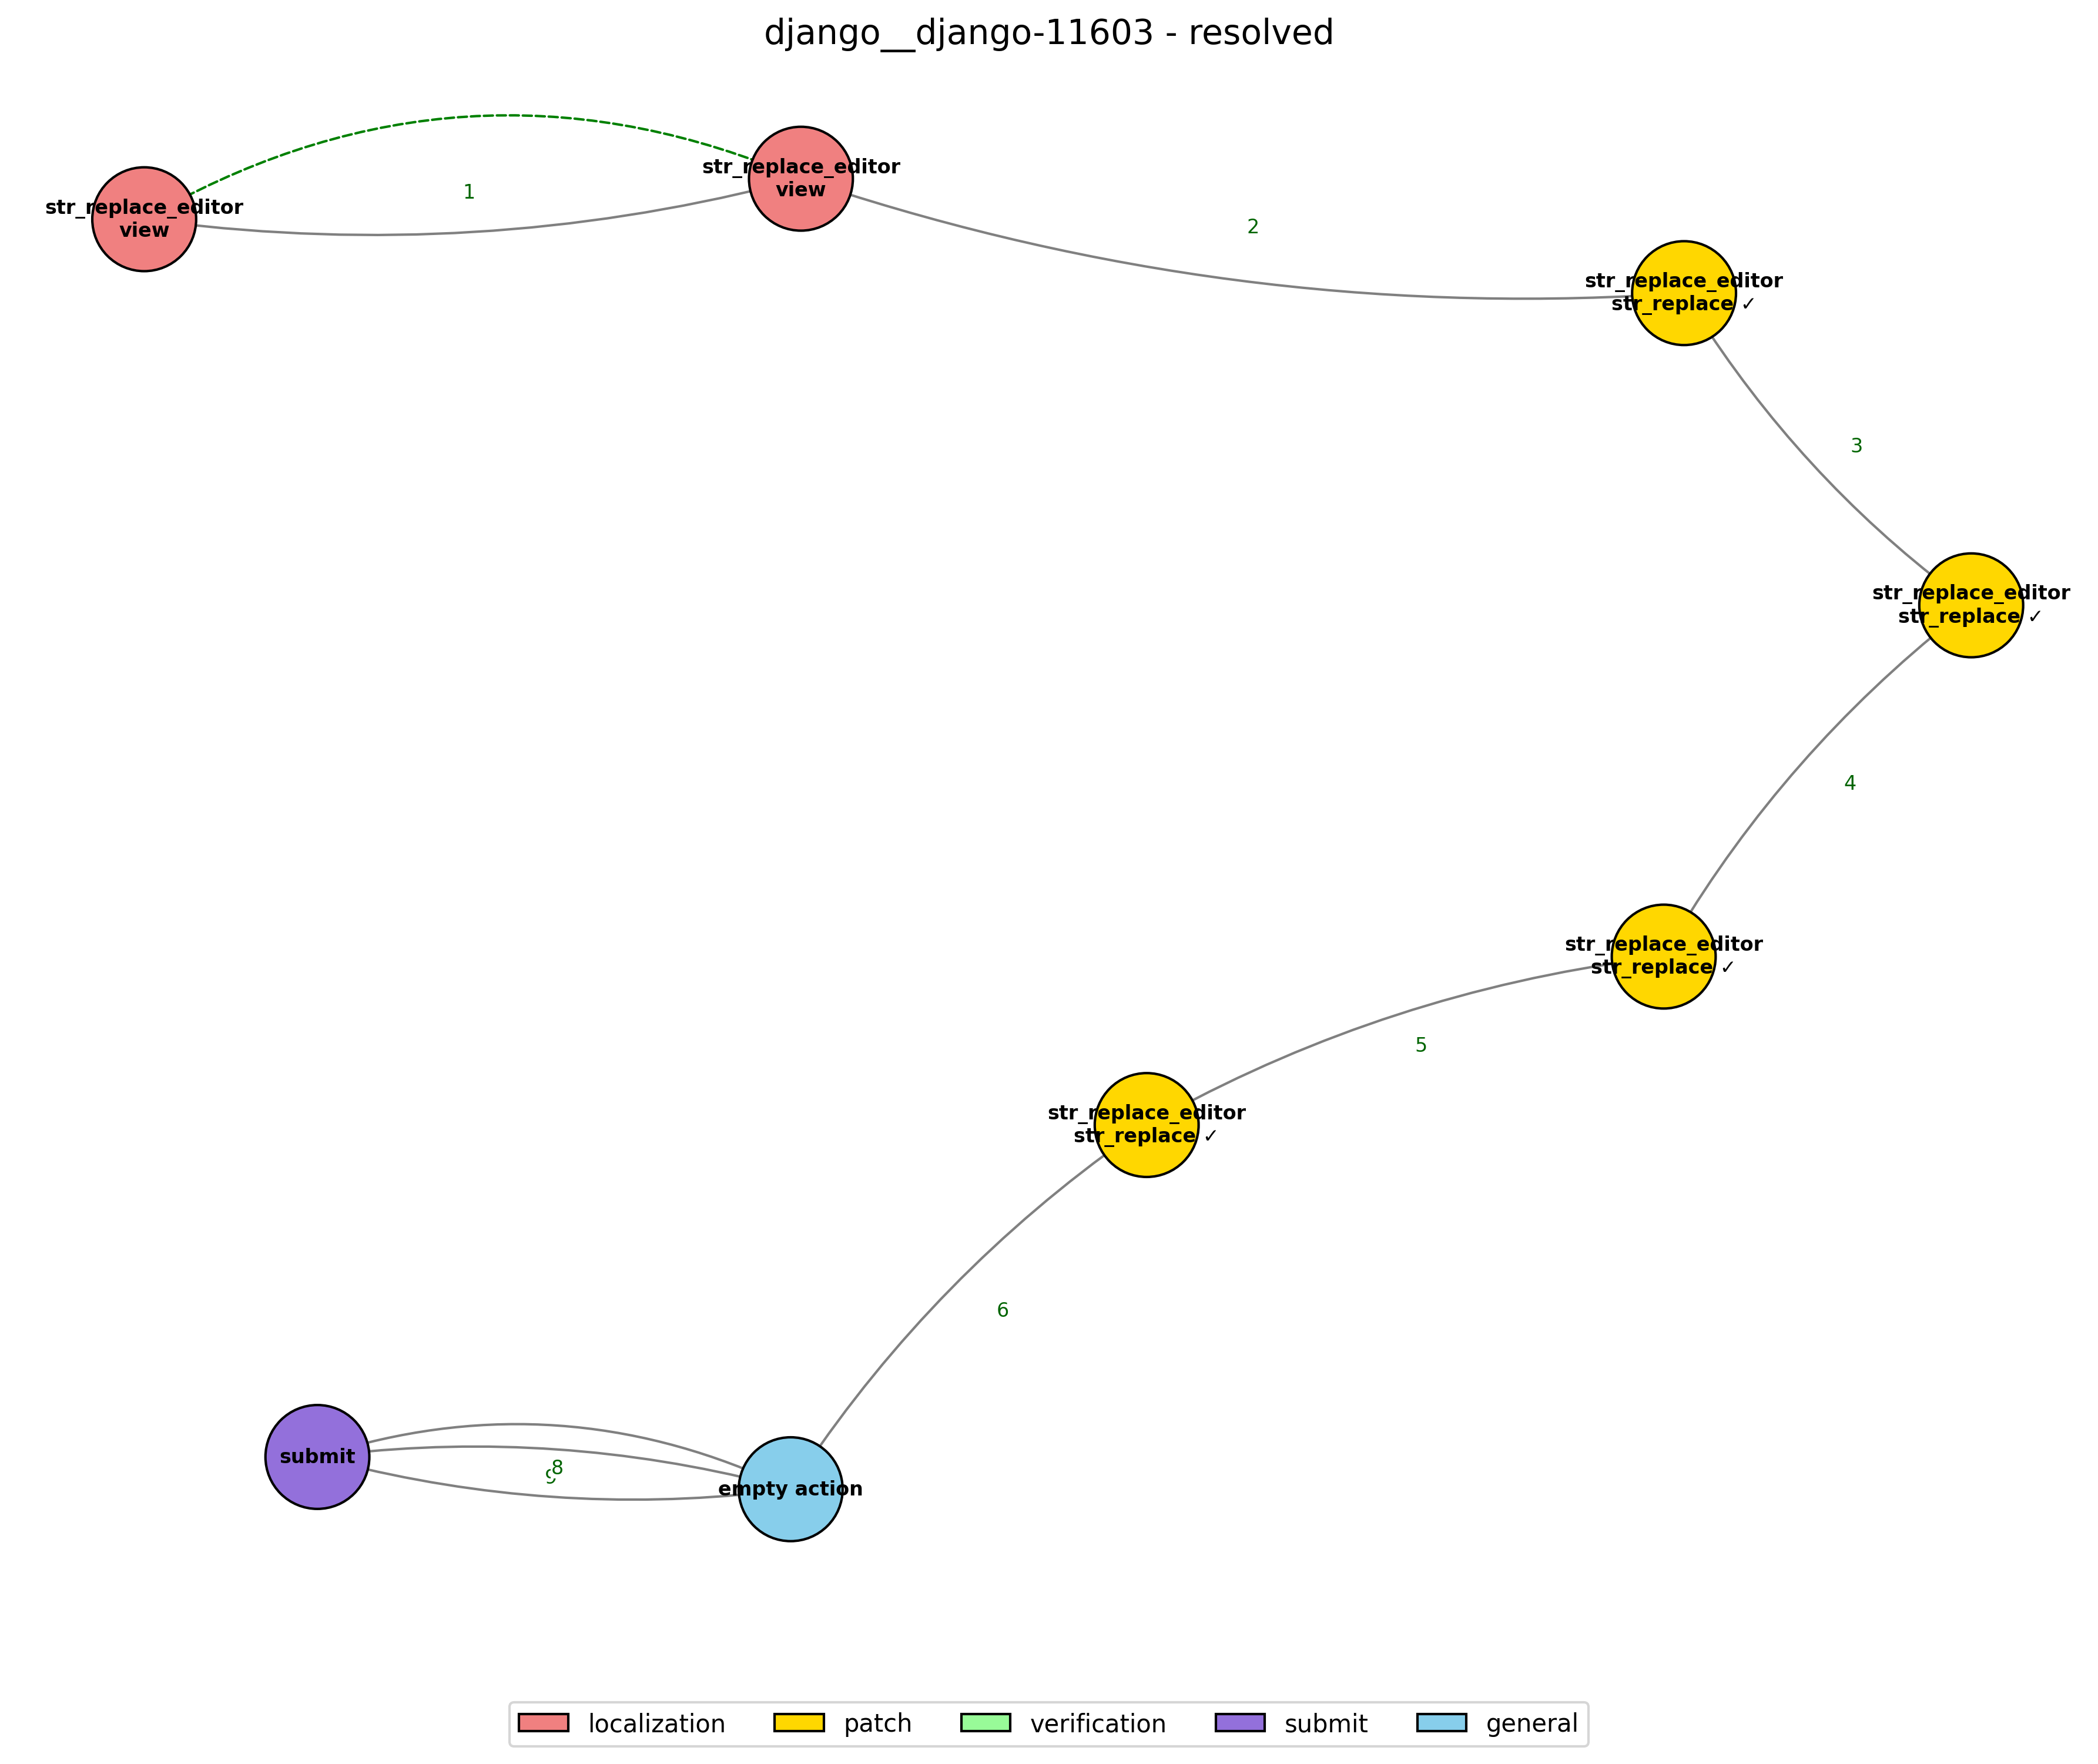 django__django-11603 - resolved
1
str_replace_editor
view
str_replace_editor
view
2
str_replace_editor
str_replace ✓
3
str_replace_editor
str_replace ✓
4
str_replace_editor
str_replace ✓
5
str_replace_editor
str_replace ✓
6
submit
8
9
empty action
localization
patch
verification
submit
general